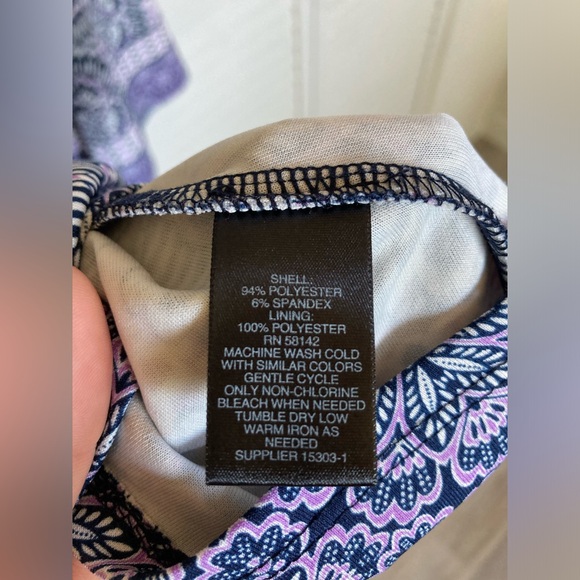 SHELL:
94% POLYESTER
6% SPANDEX
LINING:
100% POLYESTER
RN 58142
MACHINE WASH COLD
WITH SIMILAR COLORS
GENTLE CYCLE
ONLY NON-CHLORINE
BLEACH WHEN NEEDED
TUMBLE DRY LOW
WARM IRON AS
NEEDED
SUPPLIER 15303-1